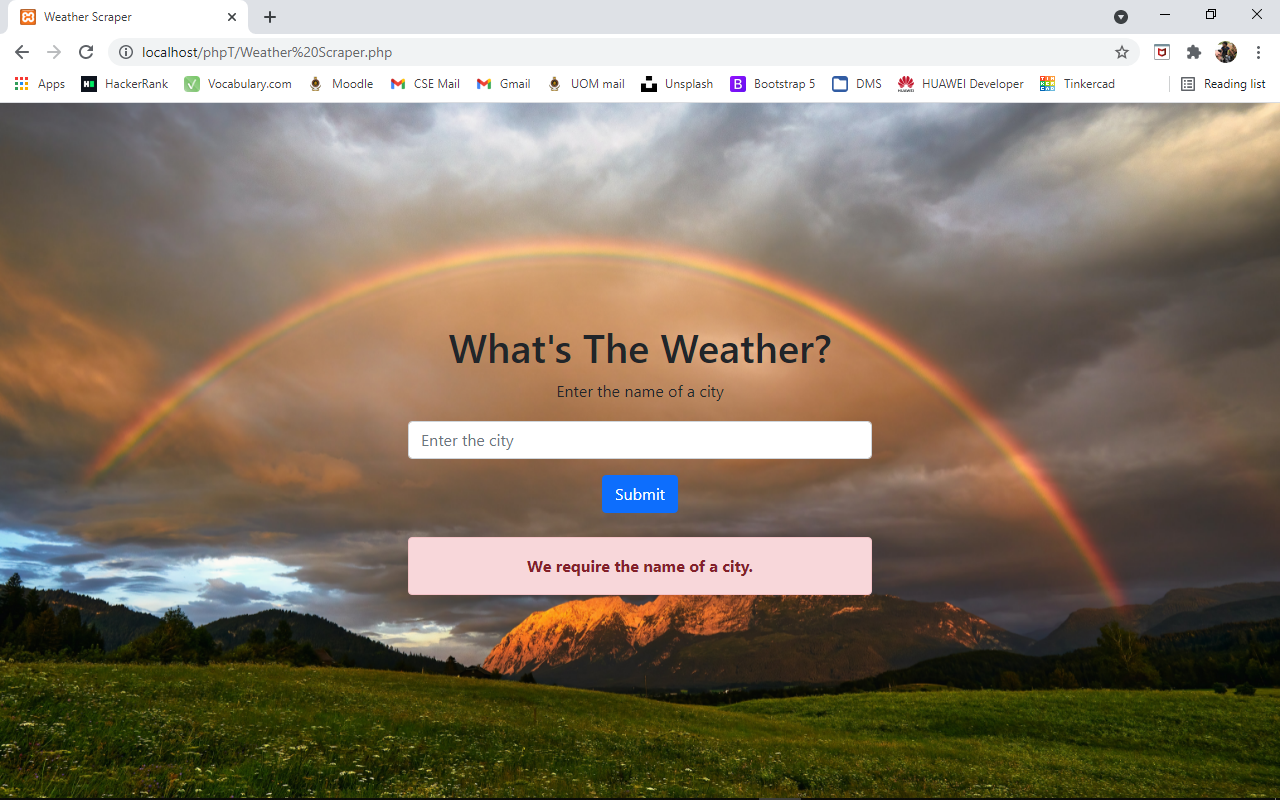 Weather Scraper
localhost/phpT/Weather%20Scraper.php
Apps HackerRank Vocabulary.com Moodle CSE Mail Gmail UOM mail Unsplash Bootstrap 5 DMS HUAWEI Developer Tinkercad Reading list
What's The Weather?
Enter the name of a city
Enter the city
Submit
We require the name of a city.